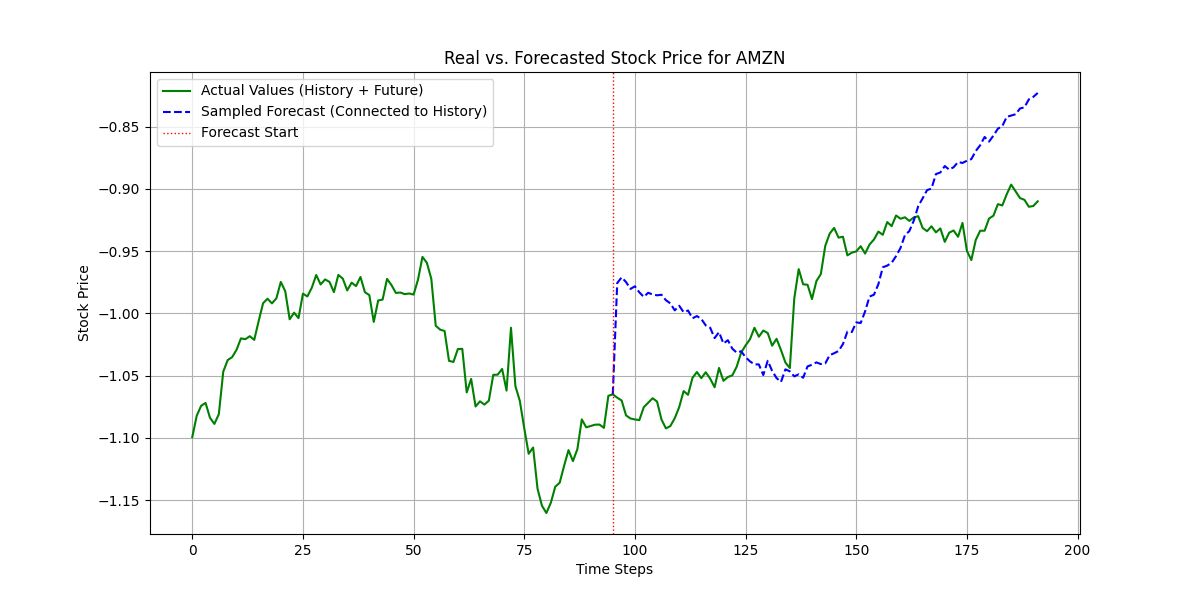 Real vs. Forecasted Stock Price for AMZN
Actual Values (History + Future)
Sampled Forecast (Connected to History)
Forecast Start
Stock Price
−0.85
−0.90
−0.95
−1.00
−1.05
−1.10
−1.15
0 25 50 75 100 125 150 175 200
Time Steps